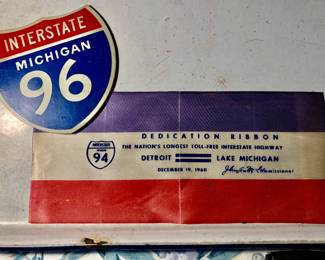 INTERSTATE
MICHIGAN
96
DEDICATION RIBBON
THE NATION'S LONGEST TOLL-FREE INTERSTATE HIGHWAY
INTERSTATE
94
DETROIT LAKE MICHIGAN
DECEMBER 19, 1960
Commissioner